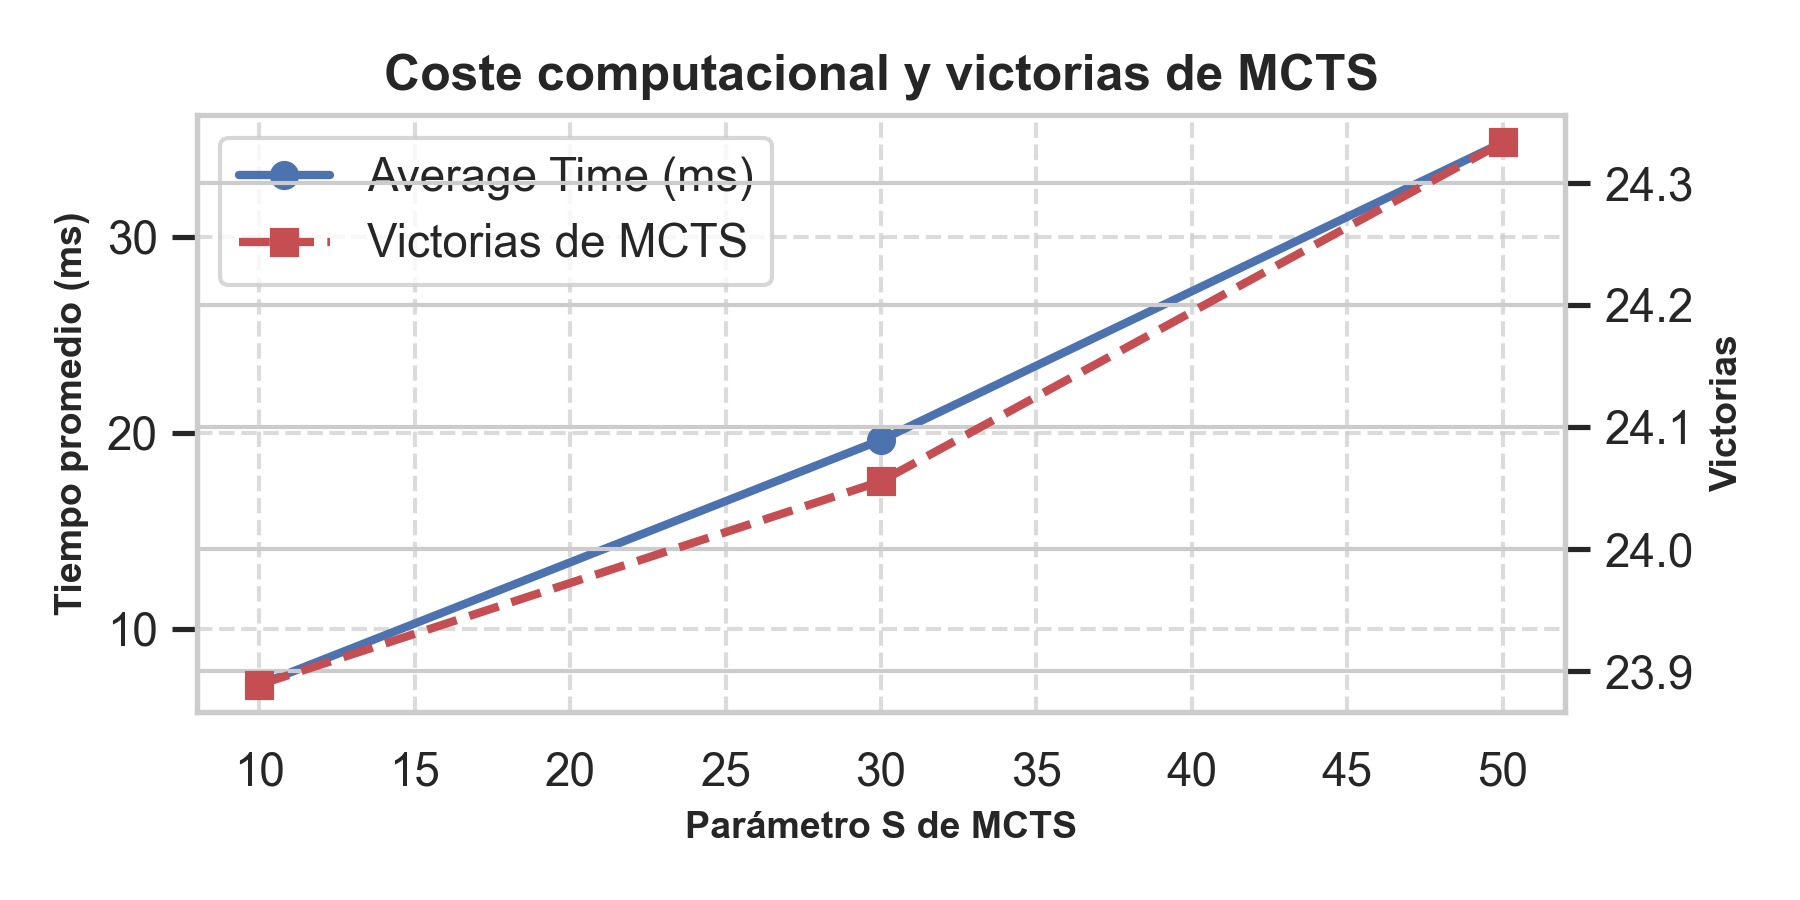 Coste computacional y victorias de MCTS
Average Time (ms)
Victorias de MCTS
Tiempo promedio (ms)
30
20
10
24.3
24.2
24.1
24.0
23.9
Victorias
10 15 20 25 30 35 40 45 50
Parámetro S de MCTS